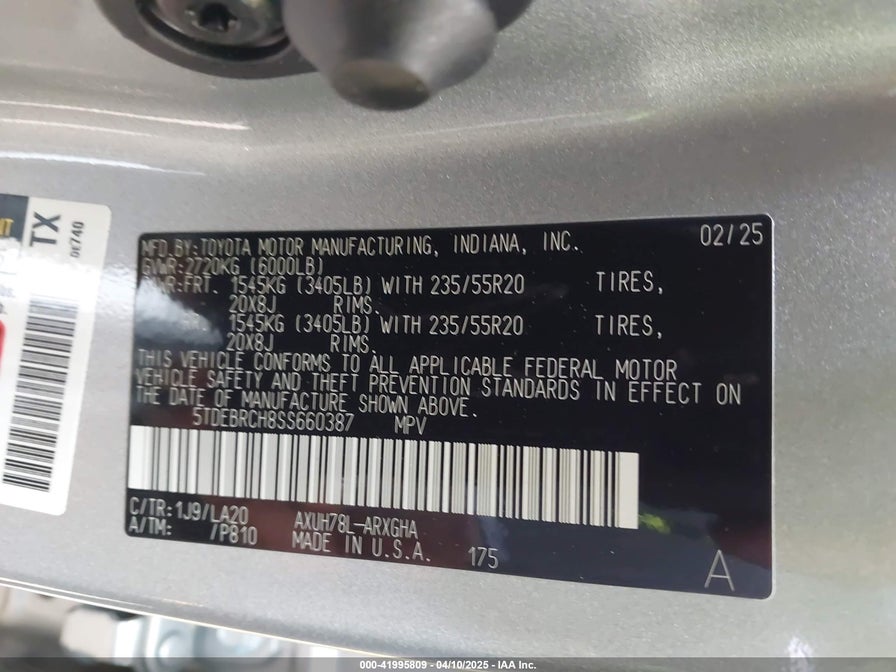 MFD.BY:TOYOTA MOTOR MANUFACTURING, INDIANA, INC. 02/25
GVWR:2720KG (6000LB)
GAWR:FRT. 1545KG (3405LB) WITH 235/55R20 TIRES,
20X8J RIMS.
RR. 1545KG (3405LB) WITH 235/55R20 TIRES,
20X8J RIMS.
THIS VEHICLE CONFORMS TO ALL APPLICABLE FEDERAL MOTOR
VEHICLE SAFETY AND THEFT PREVENTION STANDARDS IN EFFECT ON
THE DATE OF MANUFACTURE SHOWN ABOVE.
5TDEBRCH8SS660387 MPV
C/TR:1J9/LA20 AXUH78L-ARXGHA
A/TM: /P810 MADE IN U.S.A. 175
A
TX
000-41995809 - 04/10/2025 - IAA Inc.